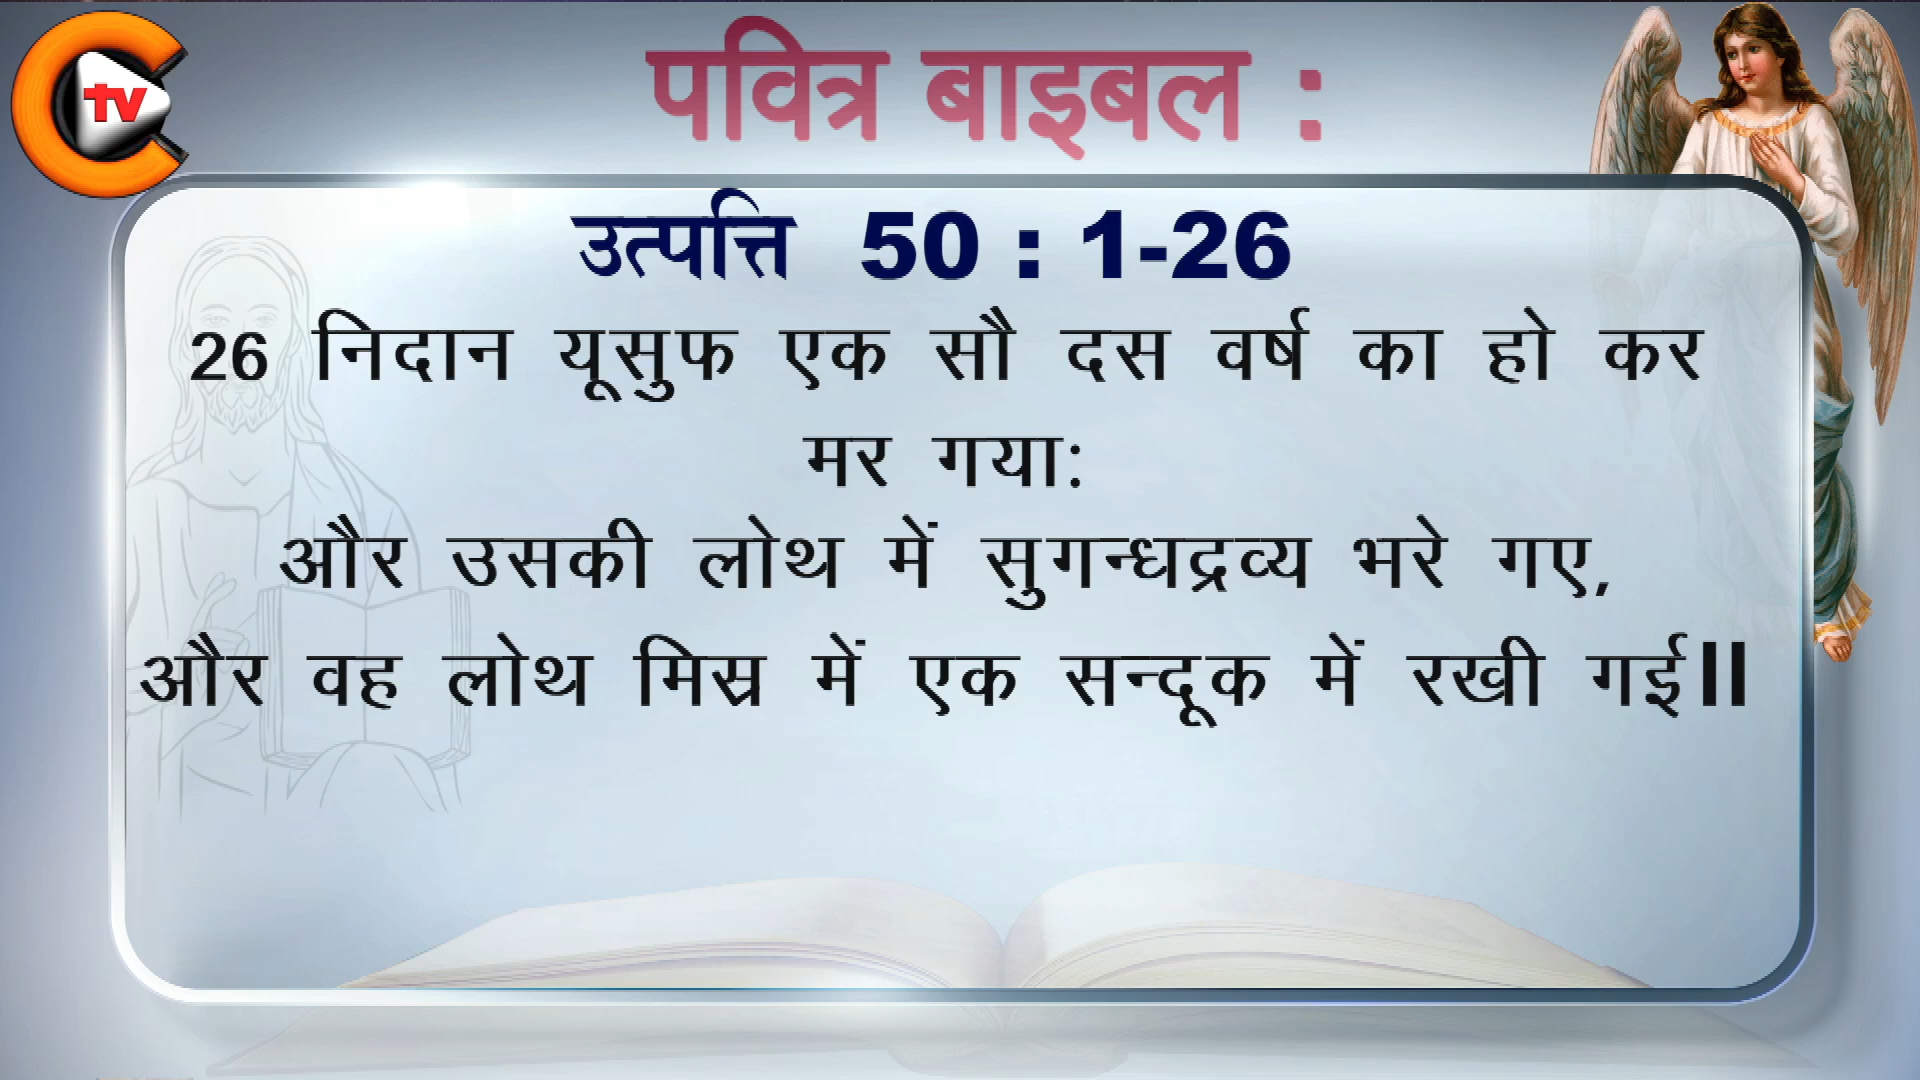 tv
पवित्र बाइबल :
उत्पत्ति 50 : 1-26
26 निदान यूसुफ एक सौ दस वर्ष का हो कर
मर गया:
और उसकी लोथ में सुगन्धद्रव्य भरे गए,
और वह लोथ मिस्र में एक सन्दूक में रखी गई॥